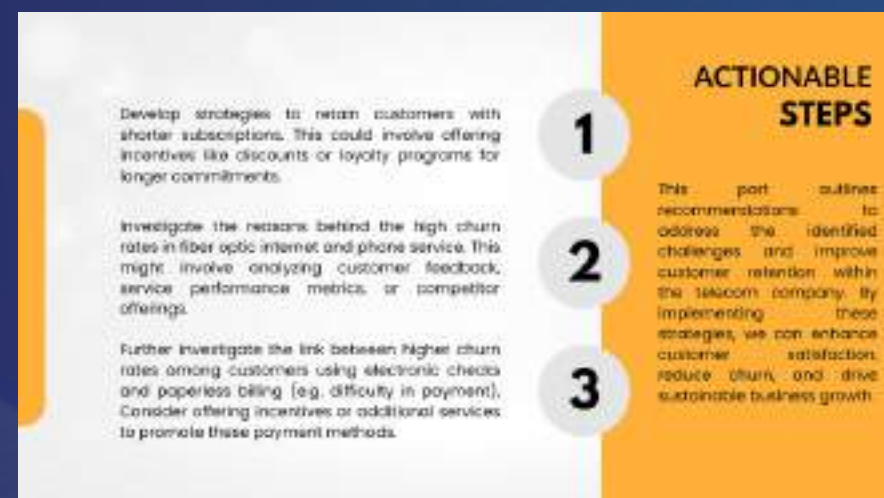 ACTIONABLE
STEPS
This part outlines
recommendations to
address the identified
challenges and improve
customer retention within
the telecom company. By
implementing these
strategies, we can enhance
customer satisfaction,
reduce churn, and drive
sustainable business growth.
1
Develop strategies to retain customers with
shorter subscriptions. This could involve offering
incentives like discounts or loyalty programs for
longer commitments.
2
Investigate the reasons behind the high churn
rates in fiber optic internet and phone service. This
might involve analyzing customer feedback,
service performance metrics, or competitor
offerings.
3
Further investigate the link between higher churn
rates among customers using electronic checks
and paperless billing (e.g. difficulty in payment),
Consider offering incentives or additional services
to promote these payment methods.